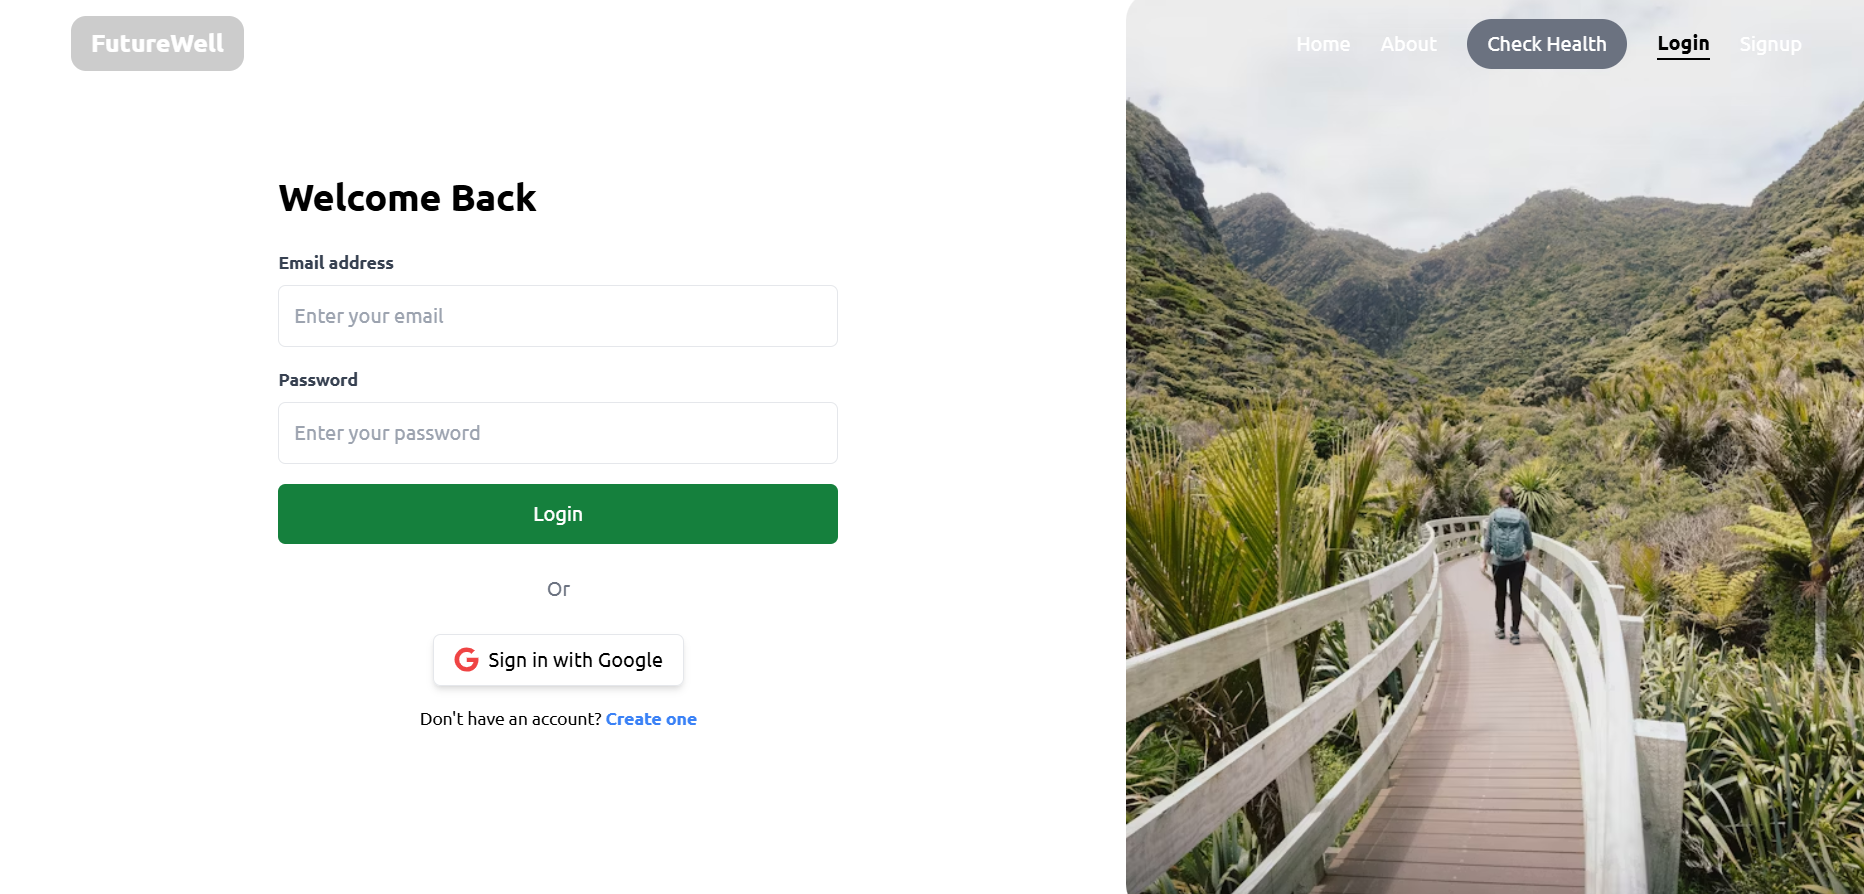 FutureWell
Home About Check Health Login Signup
Welcome Back
Email address
Enter your email
Password
Enter your password
Login
Or
Sign in with Google
Don't have an account? Create one